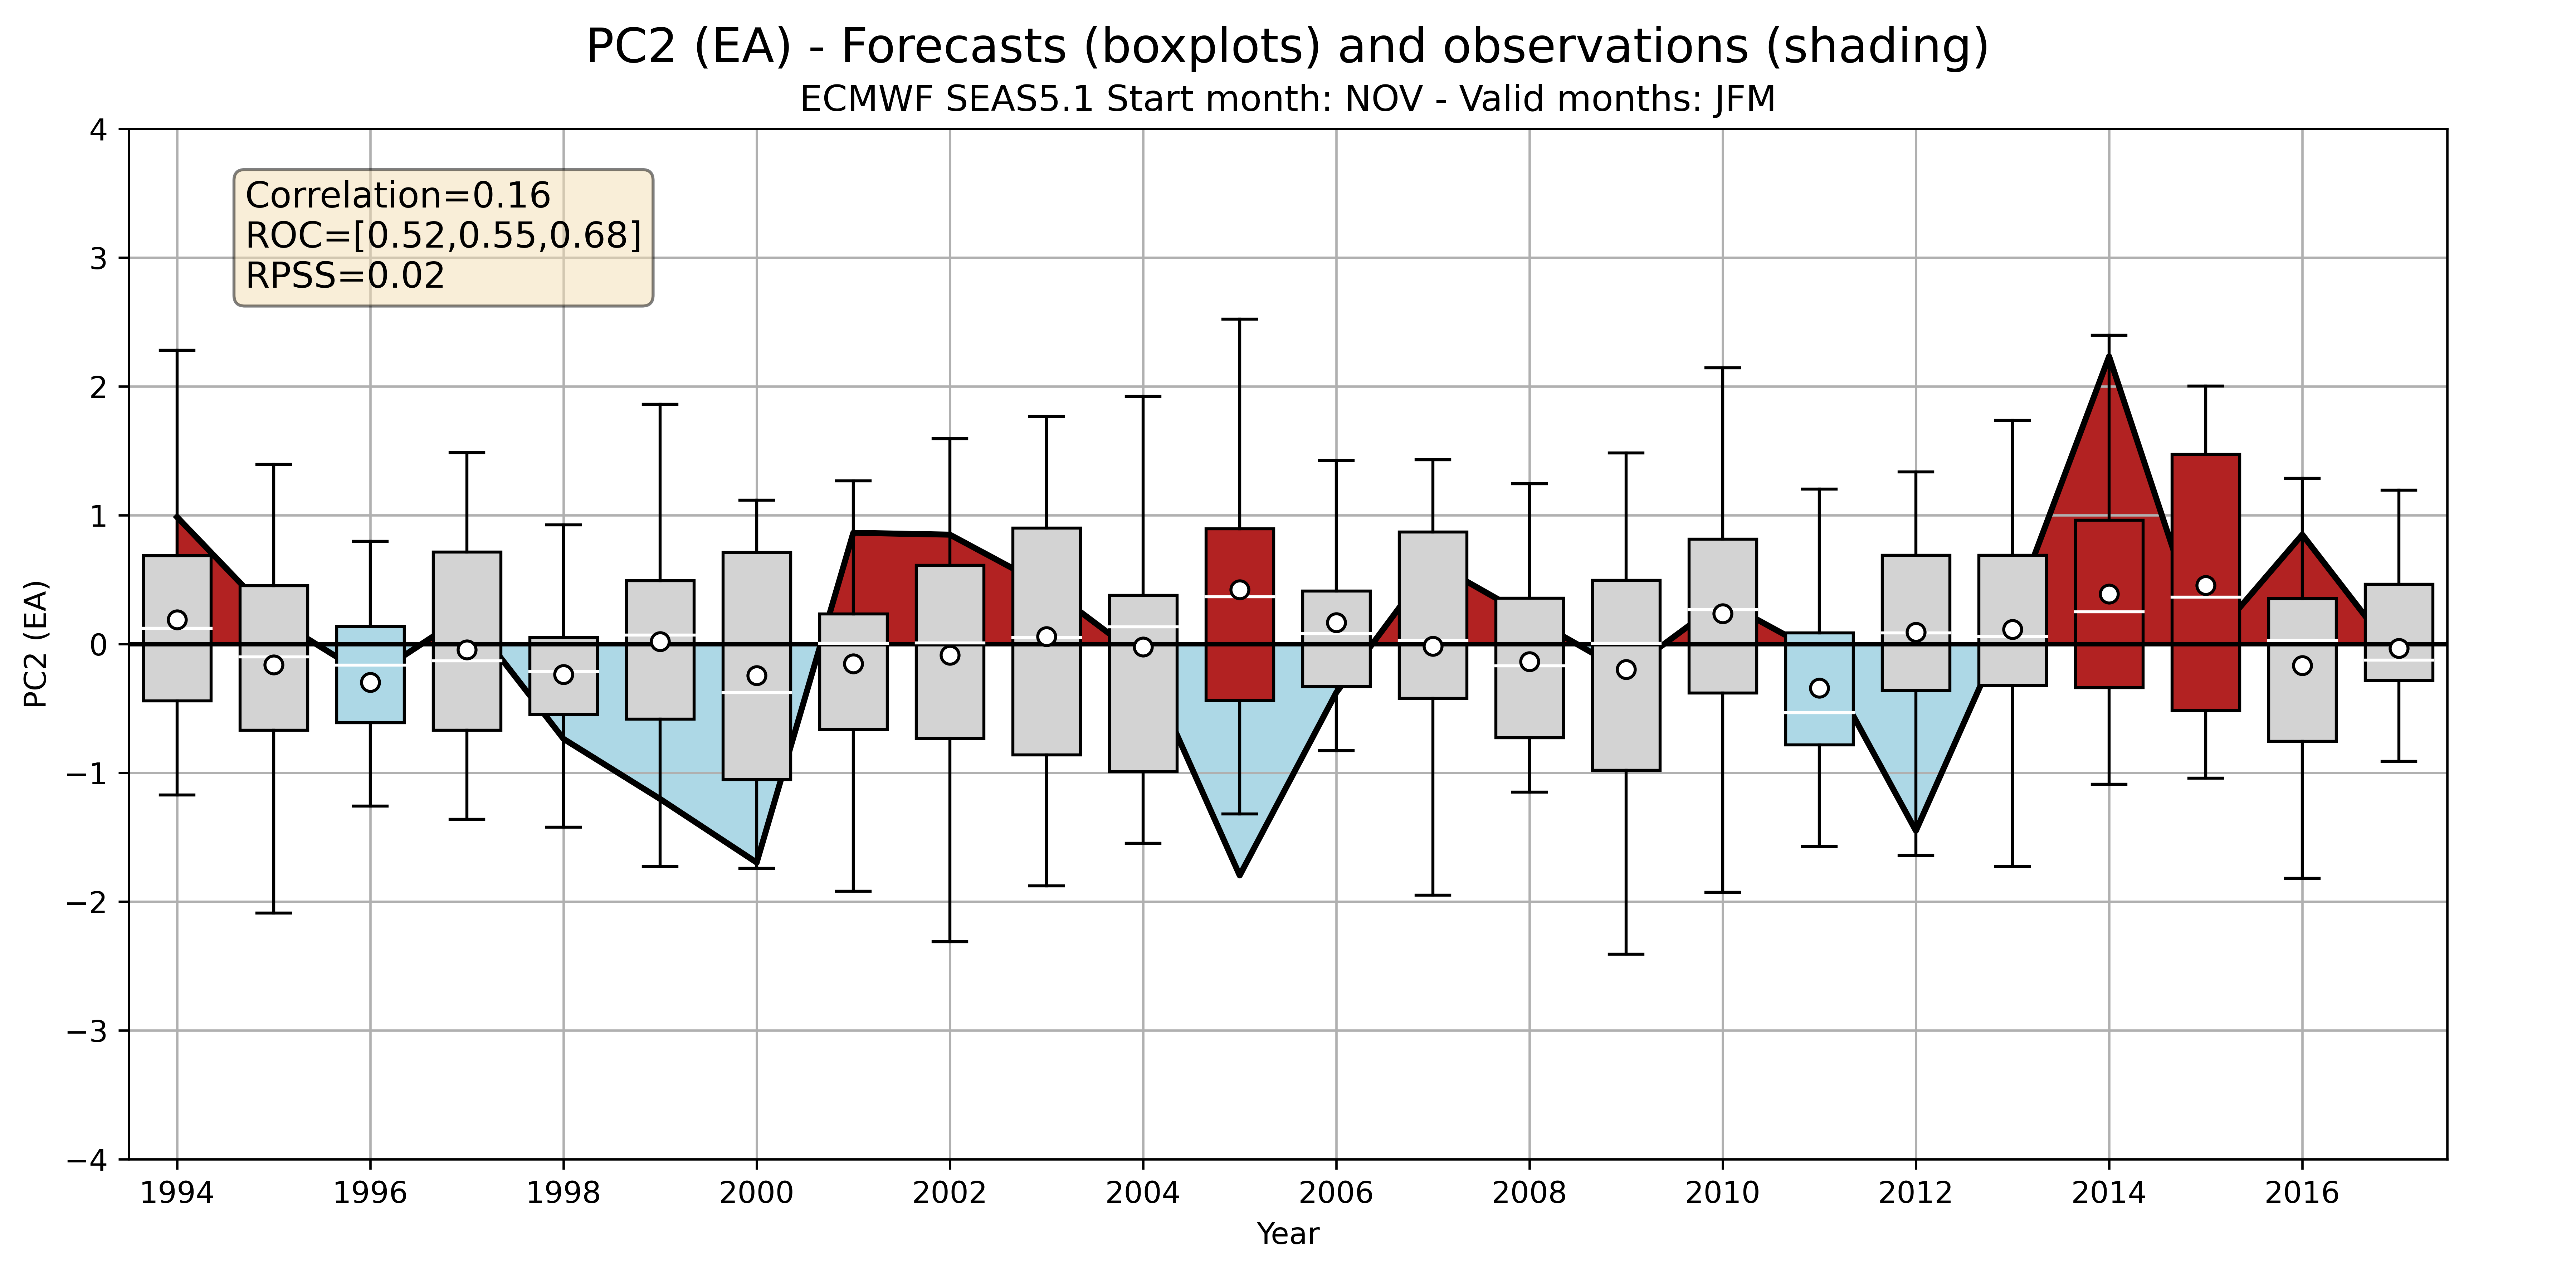 PC2 (EA) - Forecasts (boxplots) and observations (shading)
ECMWF SEAS5.1 Start month: NOV - Valid months: JFM
Correlation=0.16
ROC=[0.52,0.55,0.68]
RPSS=0.02
PC2 (EA)
4
3
2
1
0
−1
−2
−3
−4
1994 1996 1998 2000 2002 2004 2006 2008 2010 2012 2014 2016
Year